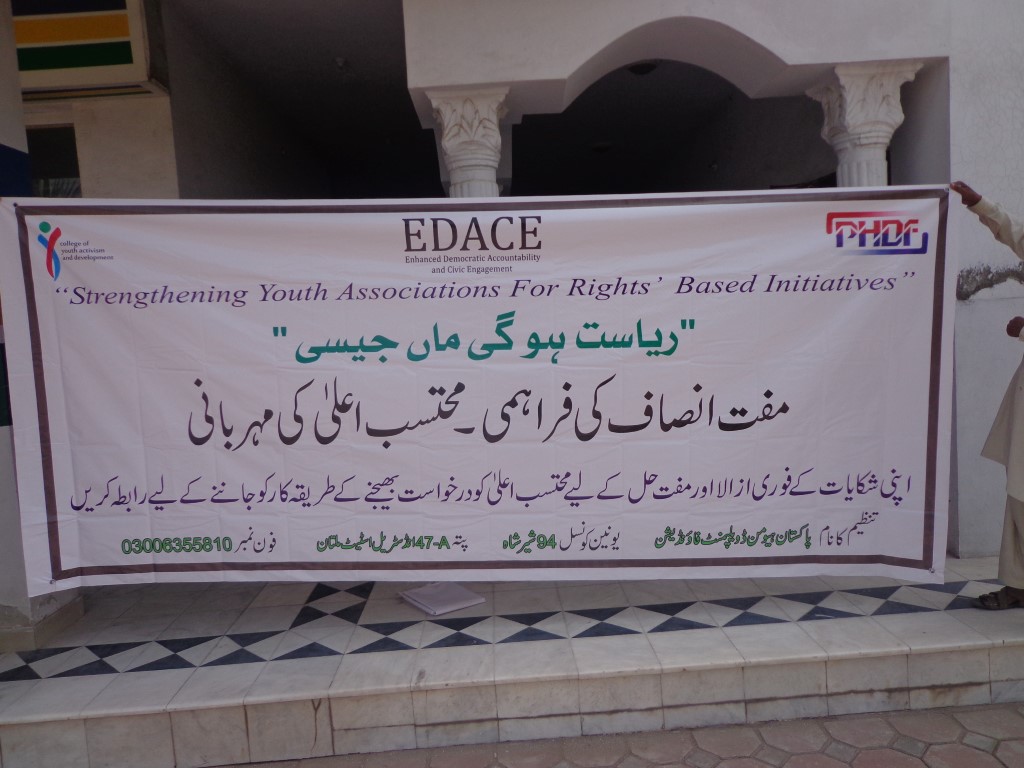 college of
youth activism
and development
EDACE
Enhanced Democratic Accountability
and Civic Engagement
PHDF
“Strengthening Youth Associations For Rights’ Based Initiatives”
"ریاست ہو گی ماں جیسی"
مفت انصاف کی فراہمی۔ محتسب اعلیٰ کی مہربانی
اپنی شکایات کے فوری ازالا اور مفت حل کے لیے محتسب اعلیٰ کو درخواست بھیجنے کے طریقہ کار کو جاننے کے لیے رابطہ کریں
تنظیم کا نام پاکستان ہیومن ڈویلپمنٹ فاؤنڈیشن یونین کونسل 94 شیر شاہ پتہ 147-A انڈسٹریل اسٹیٹ ملتان فون نمبر 03006355810